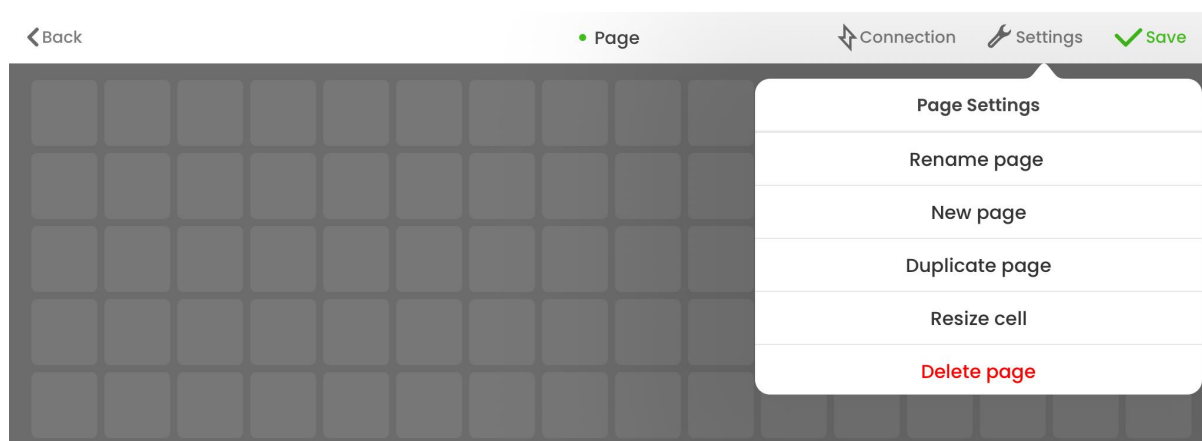 Back
Page
Connection
Settings
Save
Page Settings
Rename page
New page
Duplicate page
Resize cell
Delete page